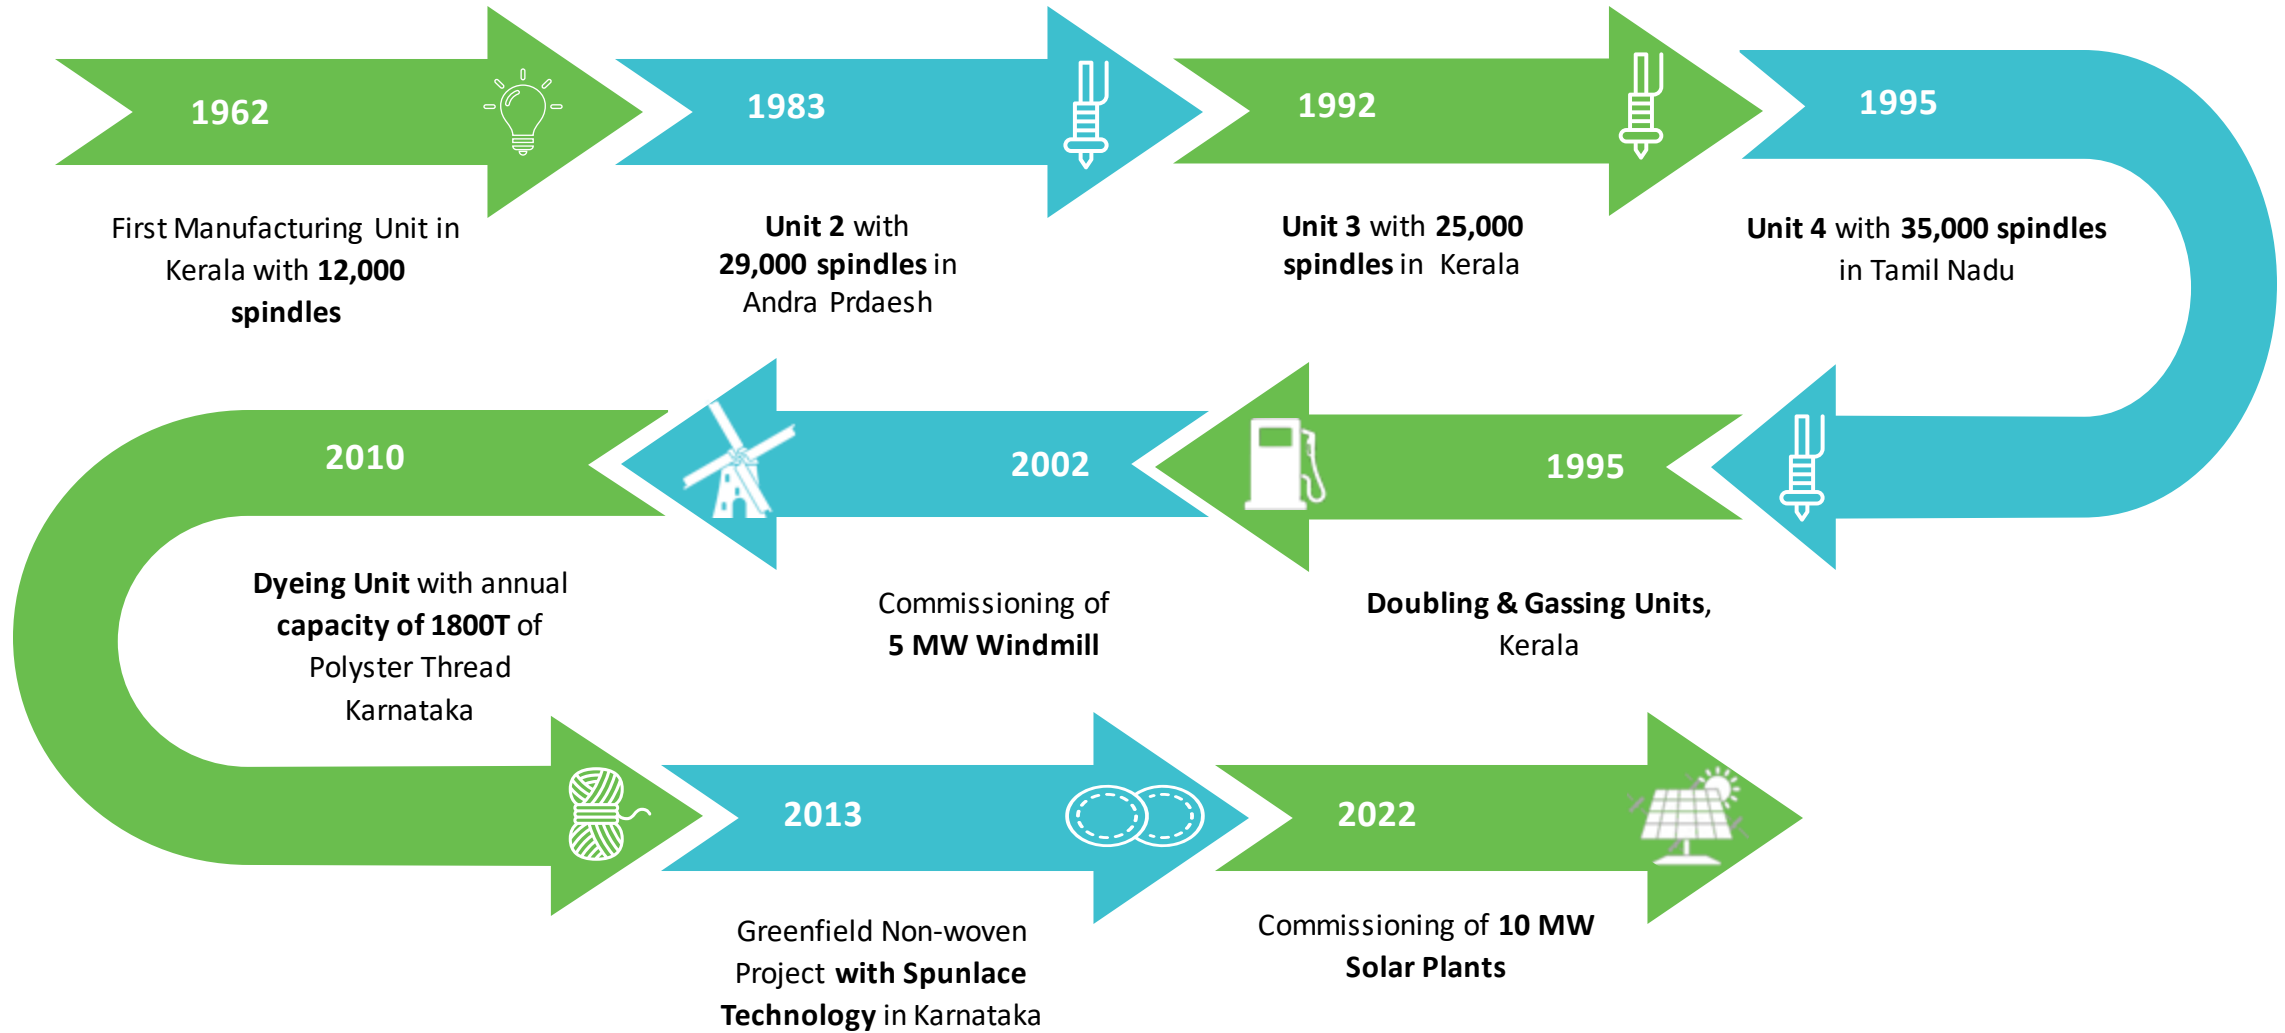 1962
First Manufacturing Unit in
Kerala with 12,000
spindles
1983
Unit 2 with
29,000 spindles in
Andra Prdaesh
1992
Unit 3 with 25,000
spindles in Kerala
1995
Unit 4 with 35,000 spindles
in Tamil Nadu
1995
Doubling & Gassing Units,
Kerala
2002
Commissioning of
5 MW Windmill
2010
Dyeing Unit with annual
capacity of 1800T of
Polyster Thread
Karnataka
2013
Greenfield Non-woven
Project with Spunlace
Technology in Karnataka
2022
Commissioning of 10 MW
Solar Plants